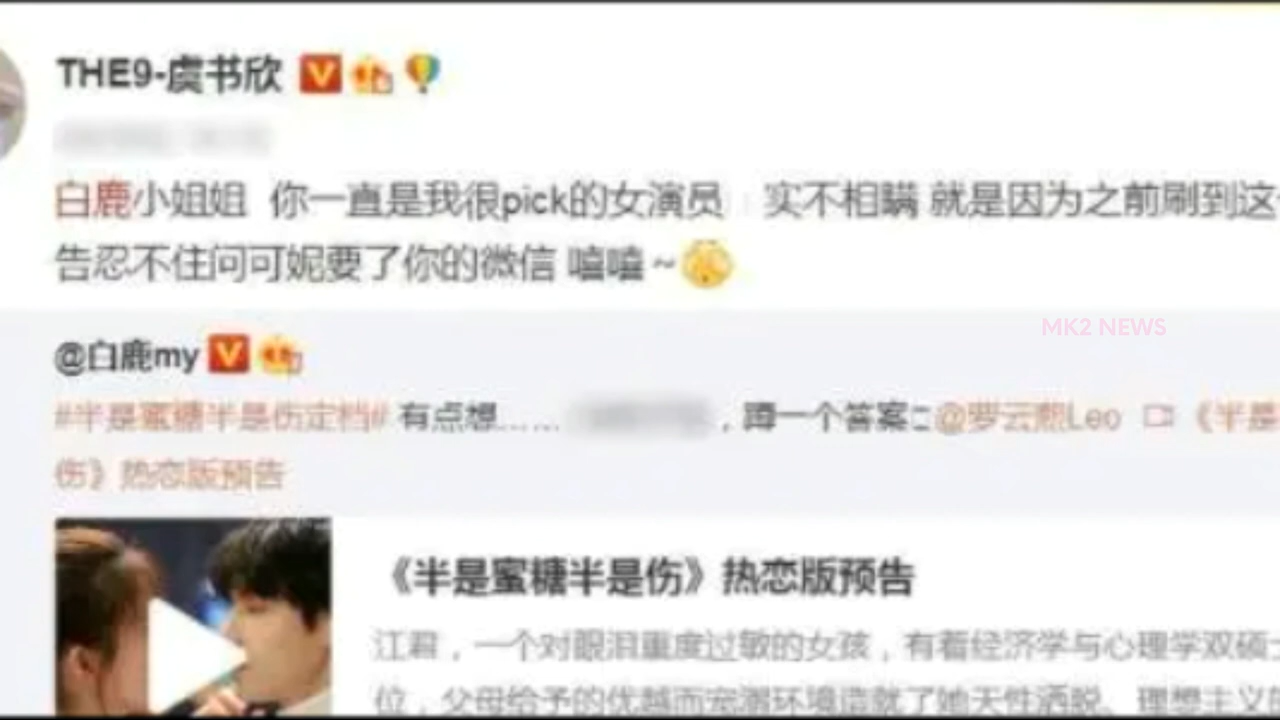 THE9-虞书欣
白鹿小姐姐 你一直是我很pick的女演员 实不相瞒 就是因为之前刷到这
告忍不住问可妮要了你的微信 嘻嘻~
MK2 NEWS
@白鹿my
#半是蜜糖半是伤定档# 有点想…… ，蹲一个答案 @罗云熙Leo 《半是
伤》热恋版预告
《半是蜜糖半是伤》热恋版预告
江君，一个对眼泪重度过敏的女孩，有着经济学与心理学双硕士
位，父母给予的优越而宠溺环境造就了她天性洒脱。理想主义的